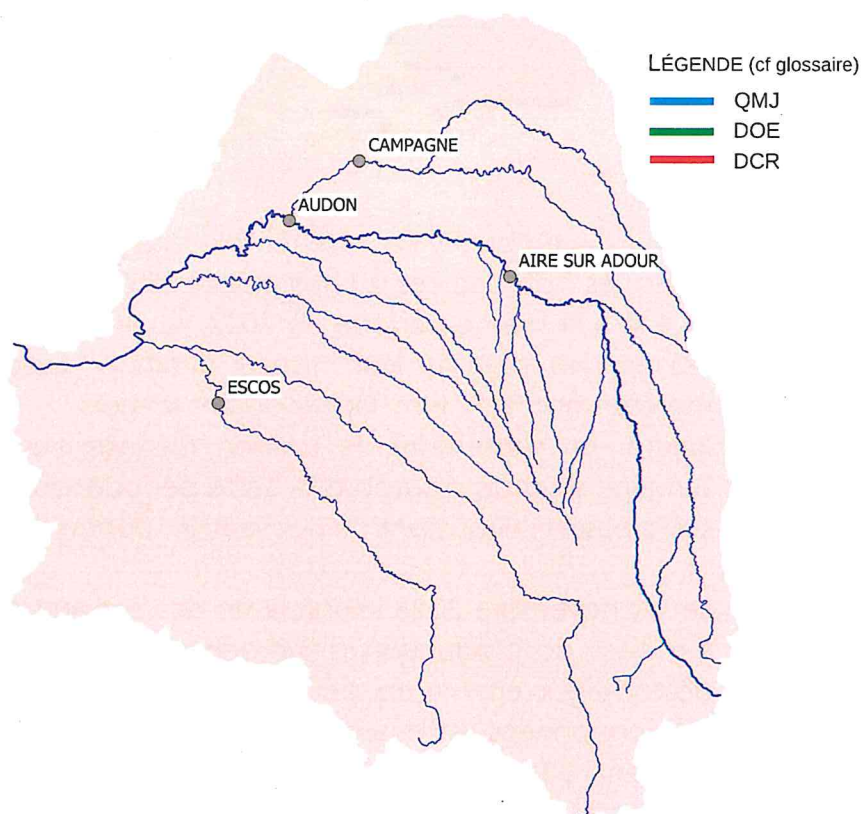 LÉGENDE (cf glossaire)
QMJ
DOE
DCR
CAMPAGNE
AUDON
AIRE SUR ADOUR
ESCOS